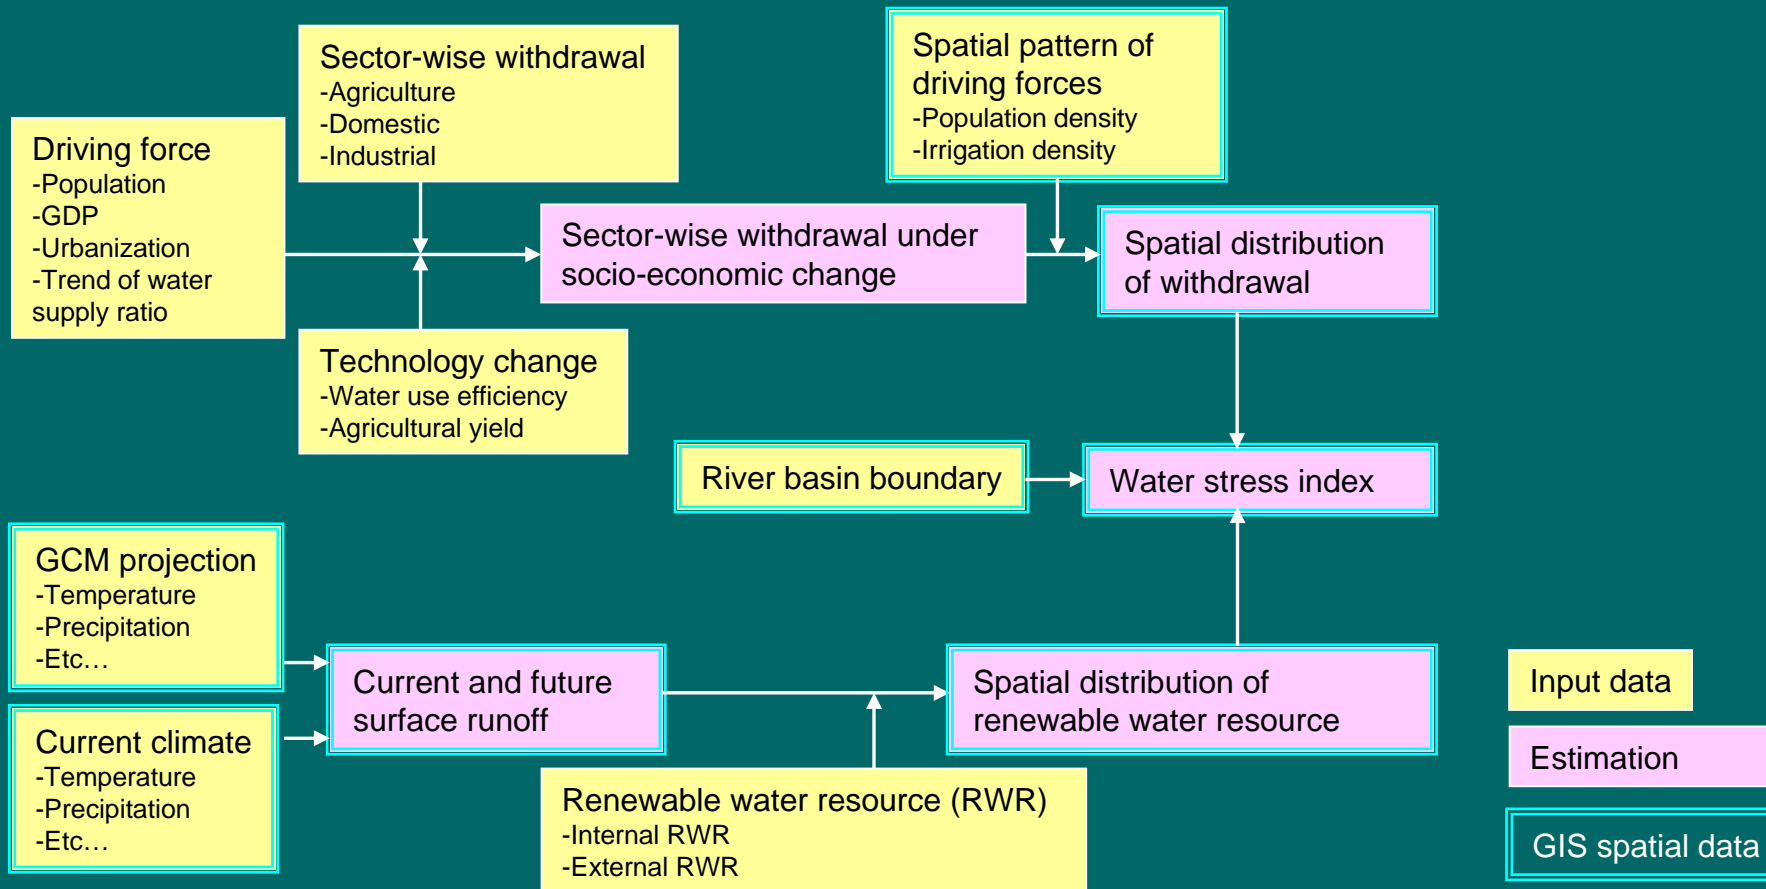 Sector-wise withdrawal
-Agriculture
-Domestic
-Industrial
Spatial pattern of
driving forces
-Population density
-Irrigation density
Driving force
-Population
-GDP
-Urbanization
-Trend of water
supply ratio
Sector-wise withdrawal under
socio-economic change
Spatial distribution
of withdrawal
Technology change
-Water use efficiency
-Agricultural yield
River basin boundary
Water stress index
GCM projection
-Temperature
-Precipitation
-Etc…
Current and future
surface runoff
Spatial distribution of
renewable water resource
Current climate
-Temperature
-Precipitation
-Etc…
Renewable water resource (RWR)
-Internal RWR
-External RWR
Input data
Estimation
GIS spatial data